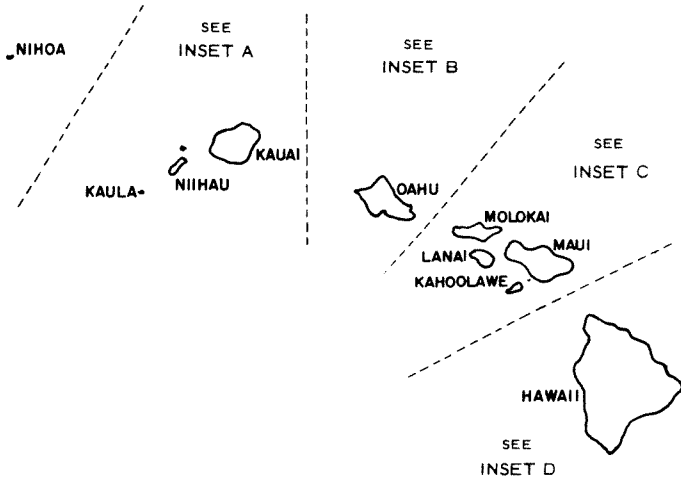 NIHOA
SEE
INSET A
SEE
INSET B
SEE
INSET C
KAUAI
NIIHAU
KAULA
OAHU
MOLOKAI
MAUI
LANAI
KAHOOLAWE
HAWAII
SEE
INSET D